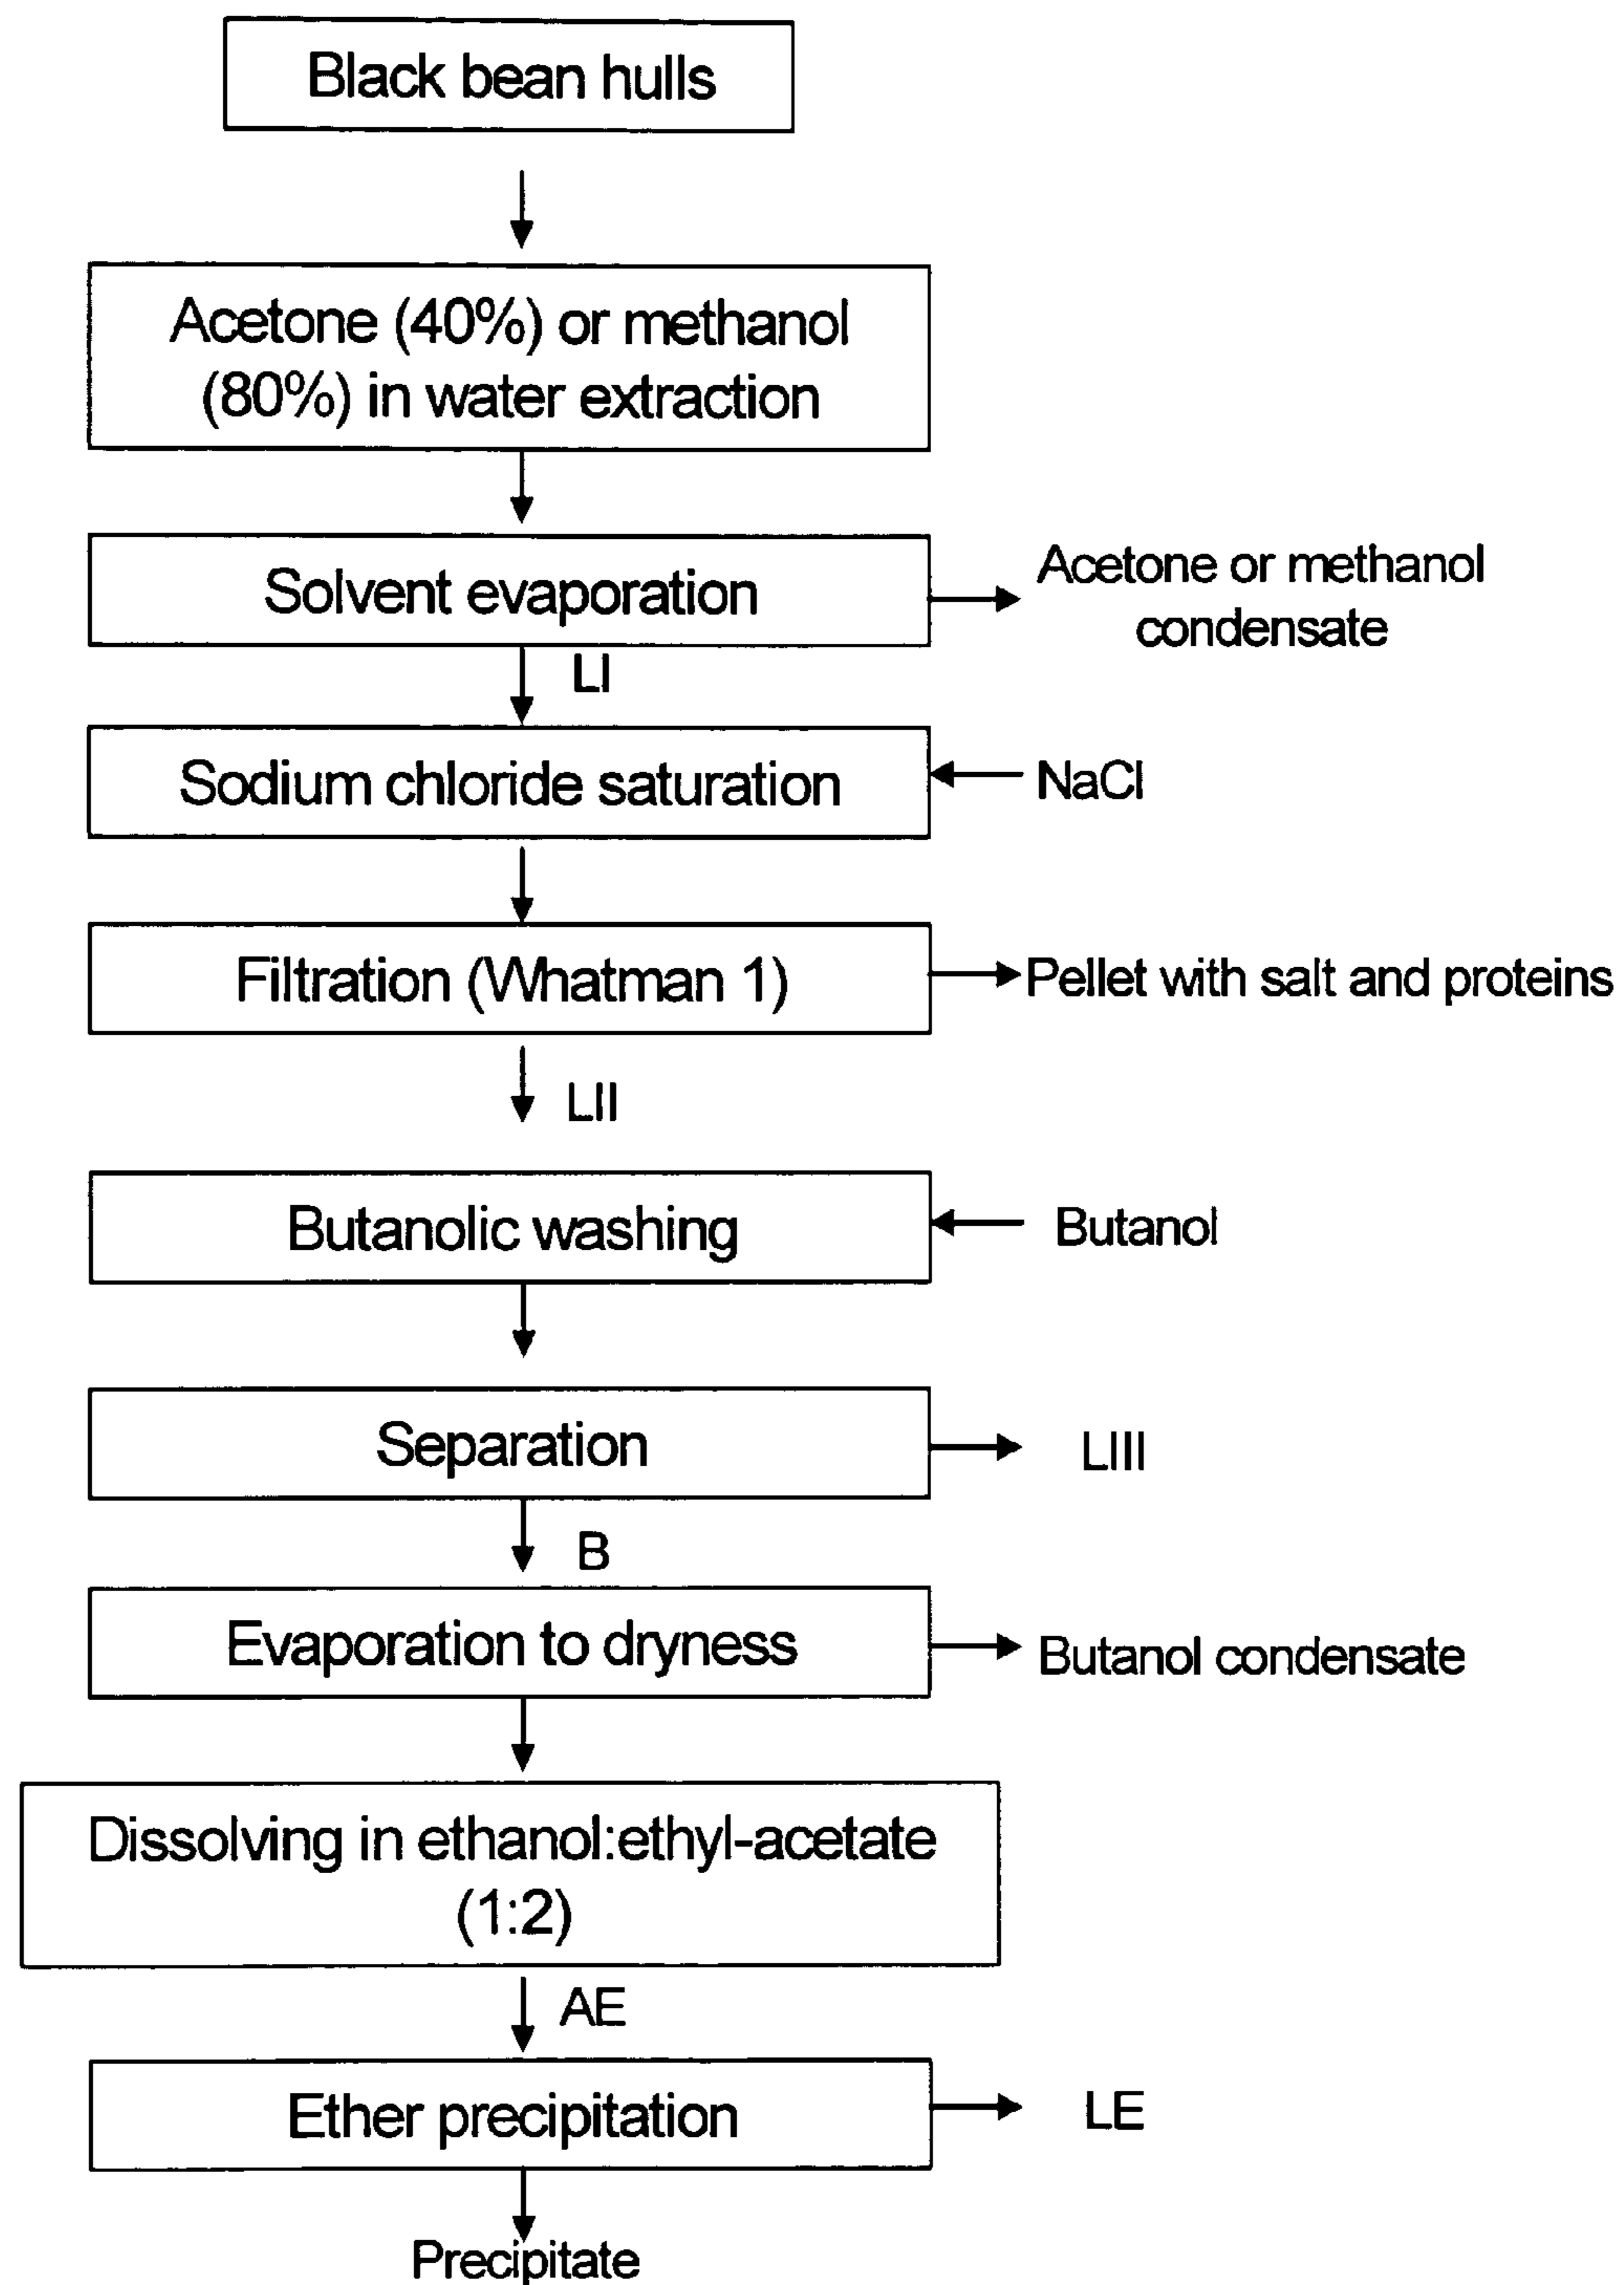 Black bean hulls
Acetone (40%) or methanol
(80%) in water extraction
Solvent evaporation
Acetone or methanol
condensate
LI
Sodium chloride saturation
NaCl
Filtration (Whatman 1)
Pellet with salt and proteins
LII
Butanolic washing
Butanol
Separation
LIII
B
Evaporation to dryness
Butanol condensate
Dissolving in ethanol:ethyl-acetate
(1:2)
AE
Ether precipitation
LE
Precipitate